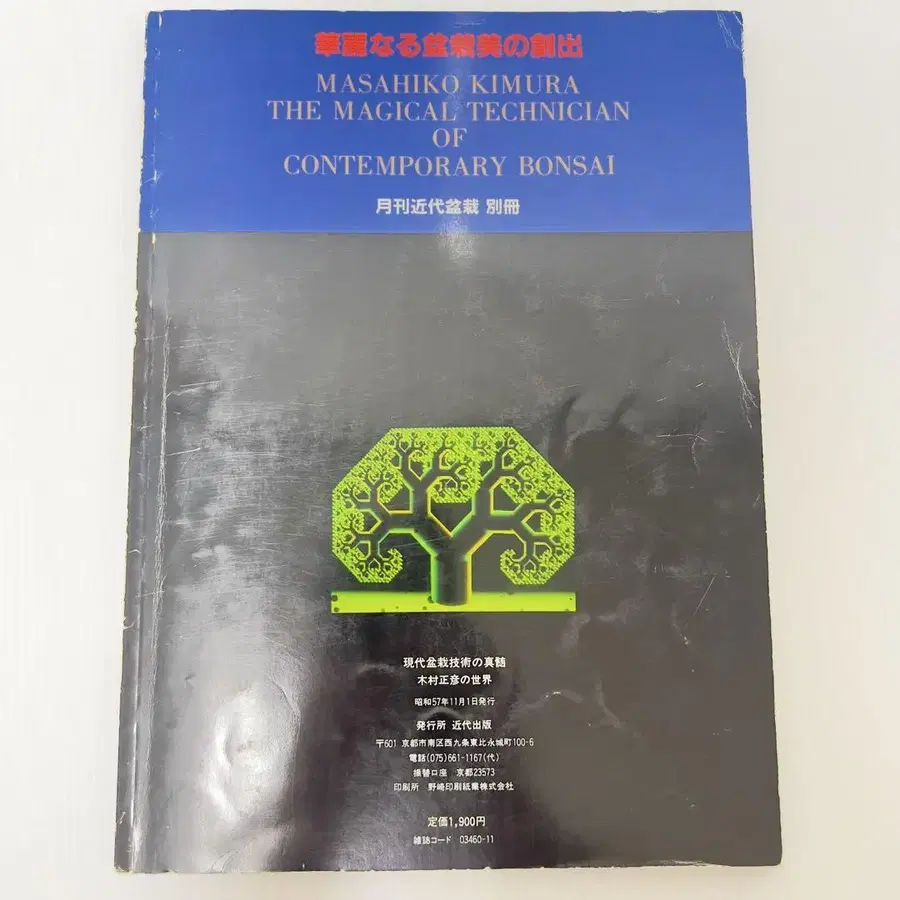 華麗なる盆栽美の創出
MASAHIKO KIMURA
THE MAGICAL TECHNICIAN
OF
CONTEMPORARY BONSAI
月刊近代盆栽 別冊
現代盆栽技術の真髄
木村正彦の世界
昭和57年11月1日発行
発行所 近代出版
〒601 京都市南区西九条東比永城町100-6
電話(075)661-1167(代)
振替口座 京都23573
印刷所 野崎印刷紙業株式会社
定価1,900円
雑誌コード 03460-11